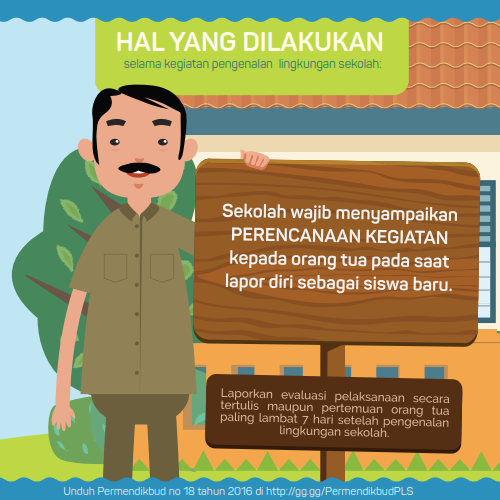 HAL YANG DILAKUKAN
selama kegiatan pengenalan lingkungan sekolah:
Sekolah wajib menyampaikan
PERENCANAAN KEGIATAN
kepada orang tua pada saat
lapor diri sebagai siswa baru.
Laporkan evaluasi pelaksanaan secara
tertulis maupun pertemuan orang tua
paling lambat 7 hari setelah pengenalan
lingkungan sekolah.
Unduh Permendikbud no 18 tahun 2016 di http://gg.gg/PermendikbudPLS